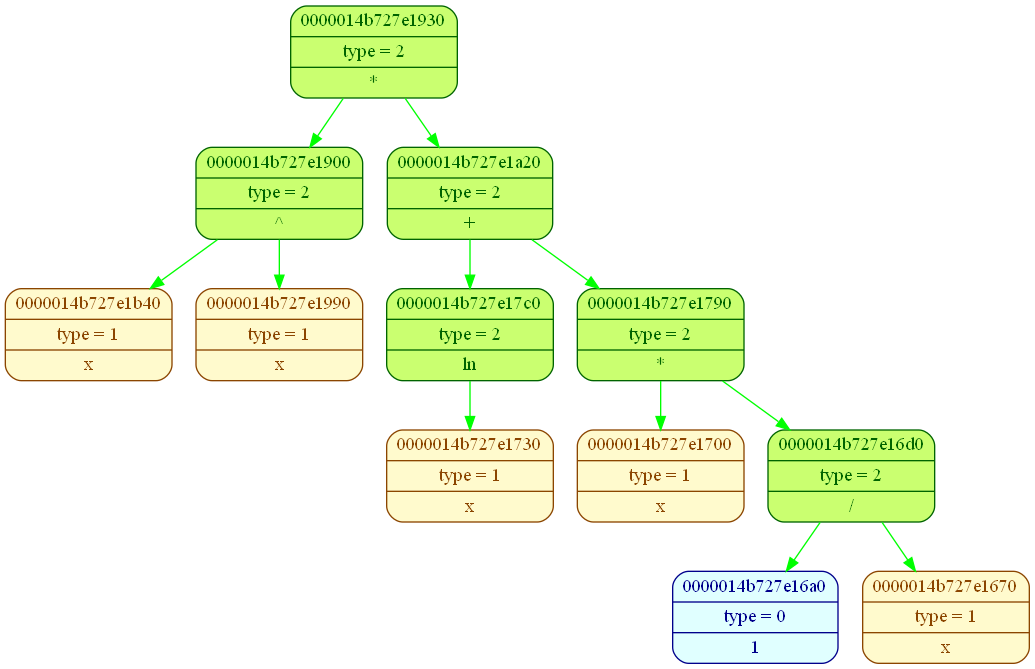 0000014b727e1930
type = 2
*
0000014b727e1900
type = 2
^
0000014b727e1a20
type = 2
+
0000014b727e1b40
type = 1
x
0000014b727e1990
type = 1
x
0000014b727e17c0
type = 2
ln
0000014b727e1790
type = 2
*
0000014b727e1730
type = 1
x
0000014b727e1700
type = 1
x
0000014b727e16d0
type = 2
/
0000014b727e16a0
type = 0
1
0000014b727e1670
type = 1
x